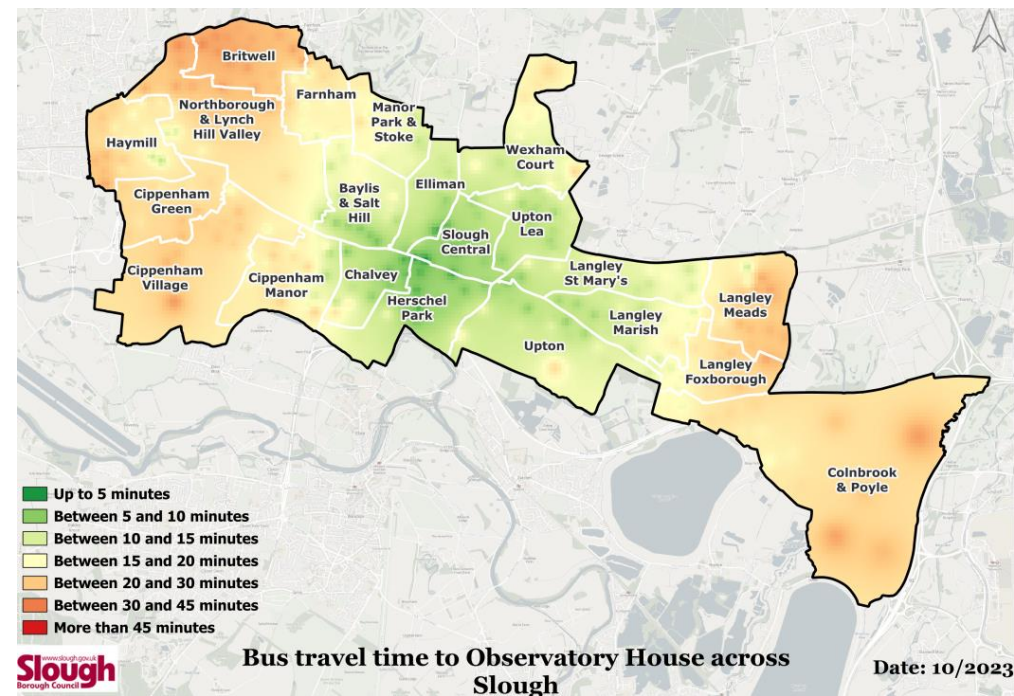 Britwell
Farnham
Northborough
& Lynch
Hill Valley
Manor
Park &
Stoke
Haymill
Wexham
Court
Cippenham
Green
Baylis
& Salt
Hill
Elliman
Upton
Lea
Slough
Central
Cippenham
Village
Cippenham
Manor
Chalvey
Langley
St Mary's
Herschel
Park
Langley
Meads
Langley
Marish
Upton
Langley
Foxborough
Colnbrook
& Poyle
Up to 5 minutes
Between 5 and 10 minutes
Between 10 and 15 minutes
Between 15 and 20 minutes
Between 20 and 30 minutes
Between 30 and 45 minutes
More than 45 minutes
www.slough.gov.uk
Slough
Borough Council
Bus travel time to Observatory House across
Slough
Date: 10/2023